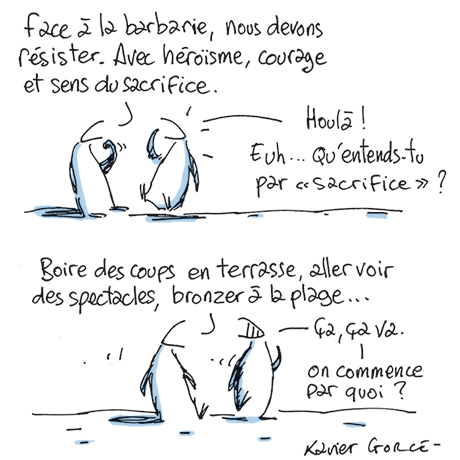 Face à la barbarie, nous devons
résister. Avec héroïsme, courage
et sens du sacrifice.
Houlà !
Euh... Qu'entends-tu
par « sacrifice » ?
Boire des coups en terrasse, aller voir
des spectacles, bronzer à la plage...
Ça, ça va.
on commence
par quoi ?
Xavier GORCE